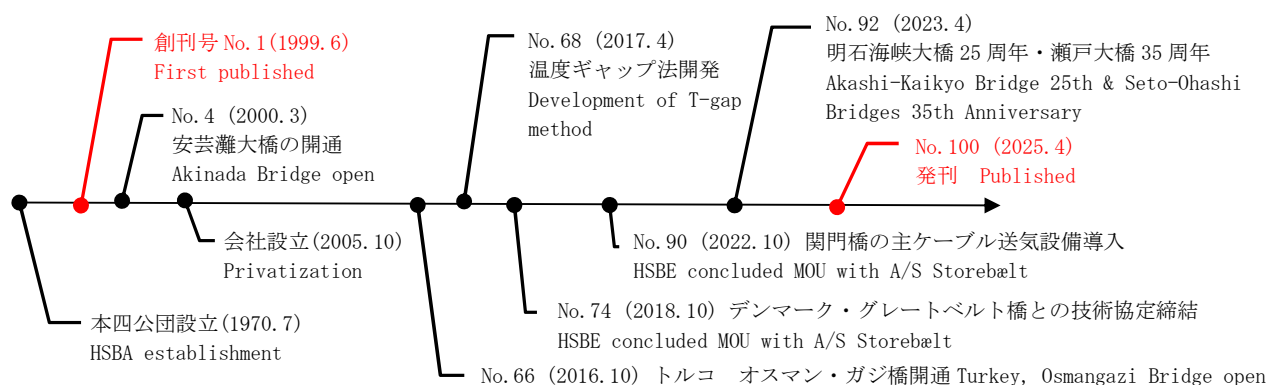 創刊号 No.1(1999.6)
First published
No.4 (2000.3)
安芸灘大橋の開通
Akinada Bridge open
No.68 (2017.4)
温度ギャップ法開発
Development of T-gap
method
No.92 (2023.4)
明石海峡大橋 25 周年・瀬戸大橋 35 周年
Akashi-Kaikyo Bridge 25th & Seto-Ohashi
Bridges 35th Anniversary
No.100 (2025.4)
発刊 Published
会社設立(2005.10)
Privatization
No.90 (2022.10) 関門橋の主ケーブル送気設備導入
HSBE concluded MOU with A/S Storebælt
本四公団設立(1970.7)
HSBA establishment
No.74 (2018.10) デンマーク・グレートベルト橋との技術協定締結
HSBE concluded MOU with A/S Storebælt
No.66 (2016.10) トルコ オスマン・ガジ橋開通 Turkey, Osmangazi Bridge open